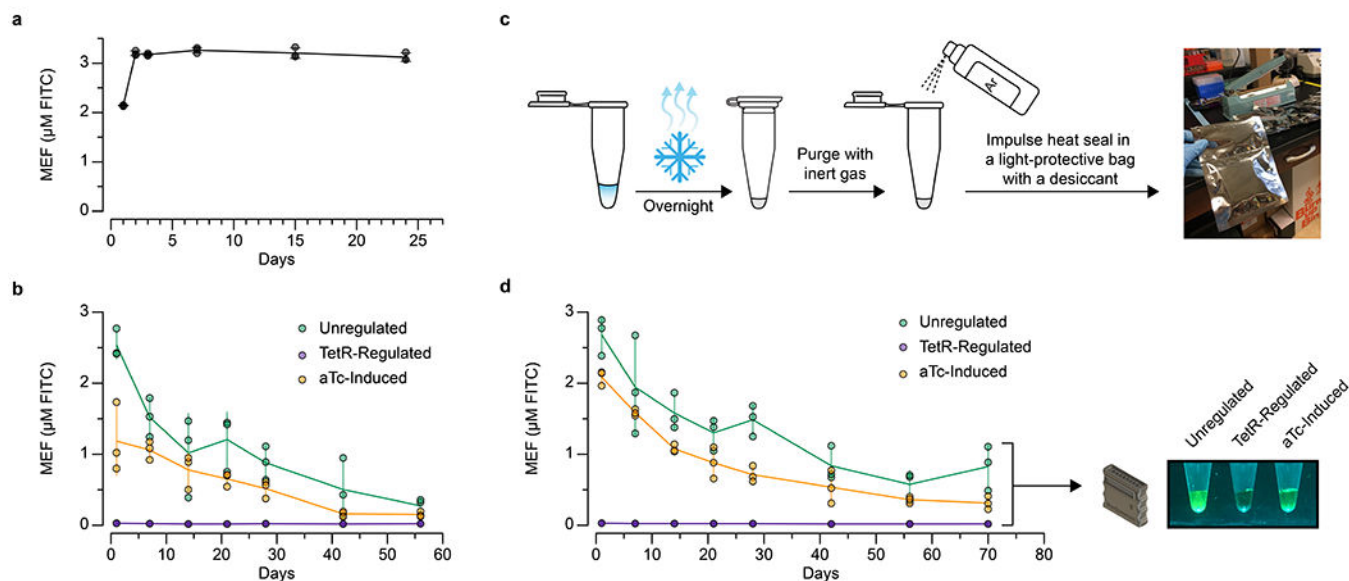 a
MEF (µM FITC)
3
2
1
0
0 5 10 15 20 25
Days
c
Ar
Overnight
Purge with
inert gas
Impulse heat seal in
a light-protective bag
with a desiccant
b
MEF (µM FITC)
3
2
1
0
Unregulated
TetR-Regulated
aTc-Induced
0 10 20 30 40 50 60
Days
d
MEF (µM FITC)
3
2
1
0
Unregulated
TetR-Regulated
aTc-Induced
0 10 20 30 40 50 60 70 80
Days
Unregulated
TetR-Regulated
aTc-Induced